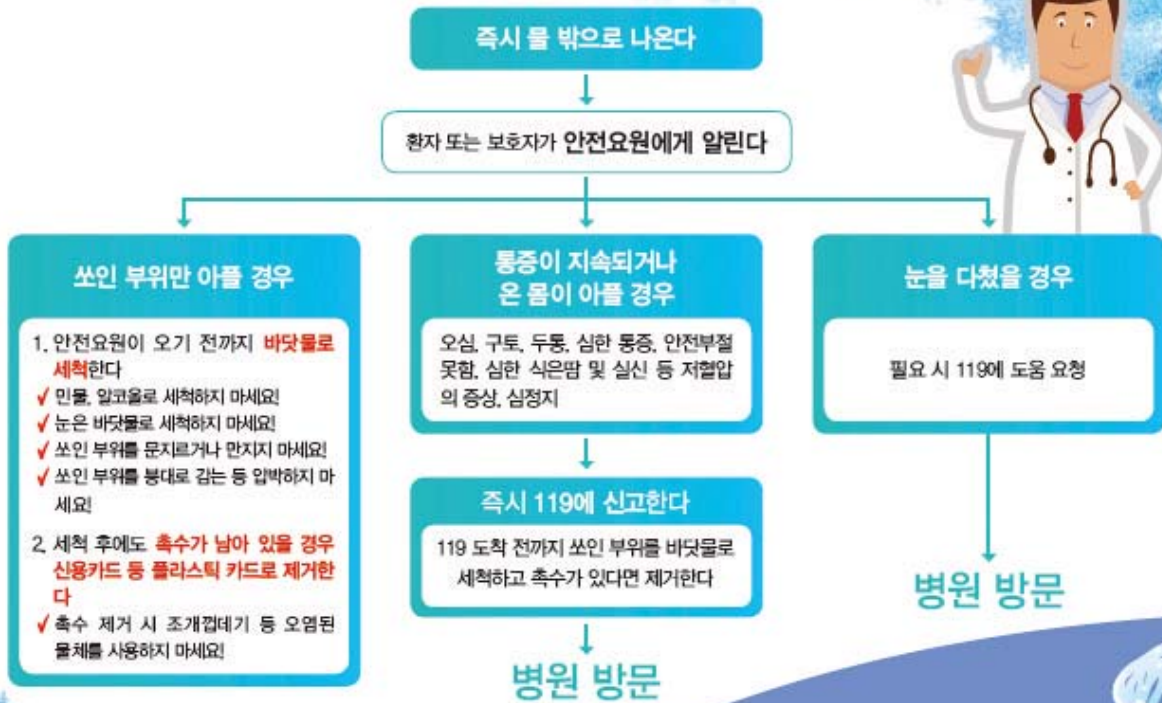 즉시 물 밖으로 나온다
환자 또는 보호자가 안전요원에게 알린다
쏘인 부위만 아플 경우
1. 안전요원이 오기 전까지 바닷물로
세척한다
✓ 민물, 알코올로 세척하지 마세요!
✓ 눈은 바닷물로 세척하지 마세요!
✓ 쏘인 부위를 문지르거나 만지지 마세요!
✓ 쏘인 부위를 붕대로 감는 등 압박하지 마
세요!
2. 세척 후에도 촉수가 남아 있을 경우
신용카드 등 플라스틱 카드로 제거한
다
✓ 촉수 제거 시 조개껍데기 등 오염된
물체를 사용하지 마세요!
통증이 지속되거나
온 몸이 아플 경우
오심, 구토, 두통, 심한 통증, 안전부절
못함, 심한 식은땀 및 실신 등 저혈압
의 증상, 심정지
즉시 119에 신고한다
119 도착 전까지 쏘인 부위를 바닷물로
세척하고 촉수가 있다면 제거한다
병원 방문
눈을 다쳤을 경우
필요 시 119에 도움 요청
병원 방문